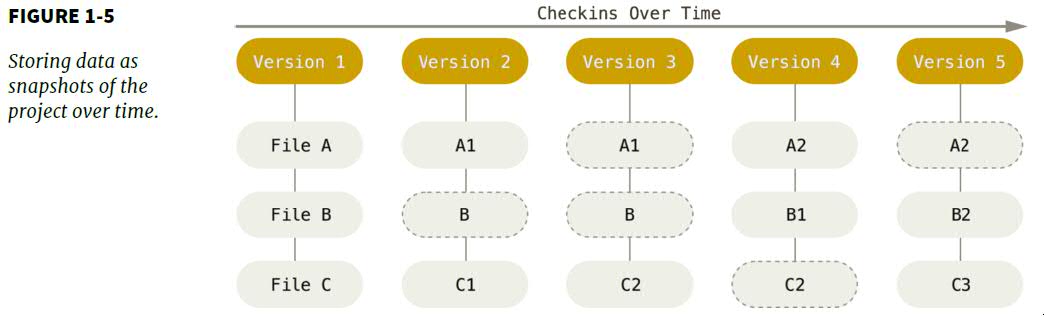 FIGURE 1-5
Storing data as
snapshots of the
project over time.
Checkins Over Time
Version 1 Version 2 Version 3 Version 4 Version 5
File A A1 A1 A2 A2
File B B B B1 B2
File C C1 C2 C2 C3